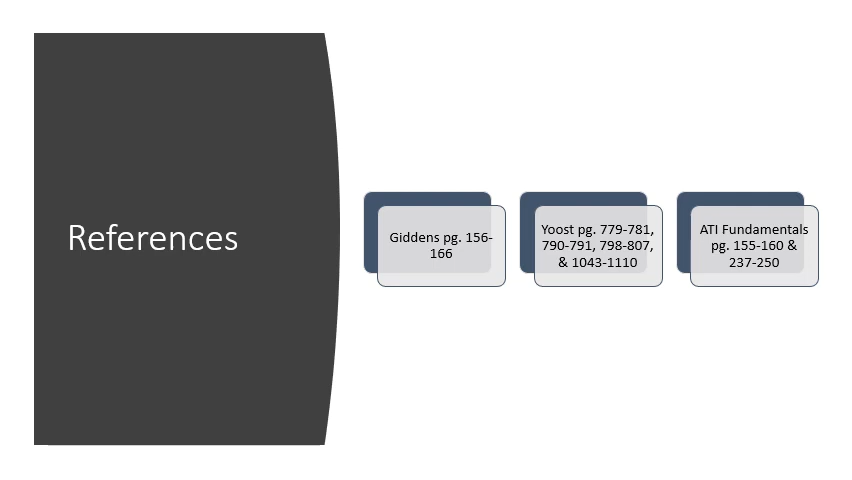 References
Giddens pg. 156-
166
Yoost pg. 779-781,
790-791, 798-807,
& 1043-1110
ATI Fundamentals
pg. 155-160 &
237-250